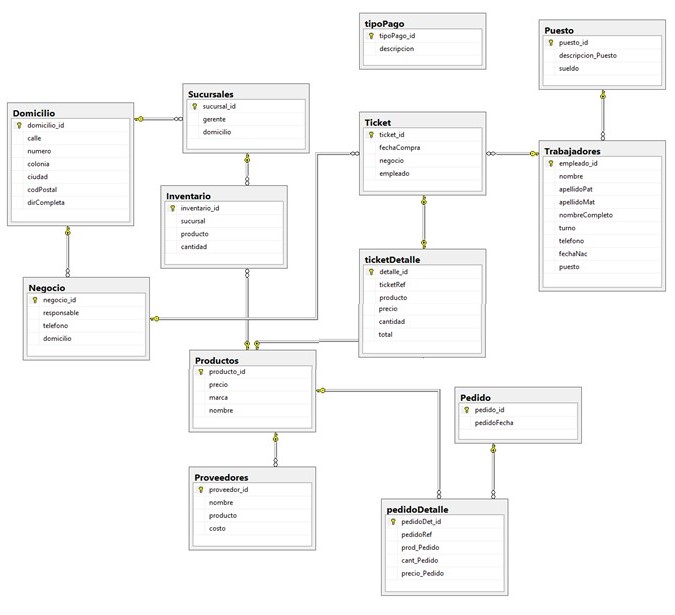 tipoPago
tipoPago_id
descripcion
Puesto
puesto_id
descripcion_Puesto
sueldo
Sucursales
sucursal_id
gerente
domicilio
Domicilio
domicilio_id
calle
numero
colonia
ciudad
codPostal
dirCompleta
Ticket
ticket_id
fechaCompra
negocio
empleado
Trabajadores
empleado_id
nombre
apellidoPat
apellidoMat
nombreCompleto
turno
telefono
fechaNac
puesto
Inventario
inventario_id
sucursal
producto
cantidad
ticketDetalle
detalle_id
ticketRef
producto
precio
cantidad
total
Negocio
negocio_id
responsable
telefono
domicilio
Productos
producto_id
precio
marca
nombre
Pedido
pedido_id
pedidoFecha
Proveedores
proveedor_id
nombre
producto
costo
pedidoDetalle
pedidoDet_id
pedidoRef
prod_Pedido
cant_Pedido
precio_Pedido